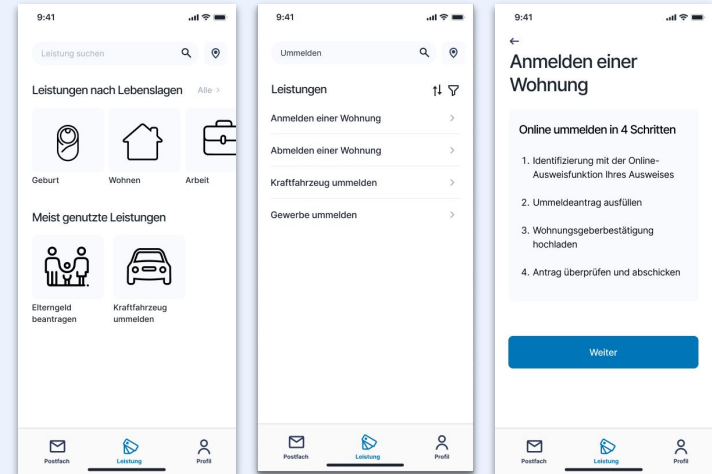 9:41
Leistung suchen
Leistungen nach Lebenslagen Alle >
Geburt Wohnen Arbeit
Meist genutzte Leistungen
Elterngeld
beantragen
Kraftfahrzeug
ummelden
Postfach Leistung Profil
9:41
Ummelden
Leistungen
Anmelden einer Wohnung
Abmelden einer Wohnung
Kraftfahrzeug ummelden
Gewerbe ummelden
Postfach Leistung Profil
9:41
Anmelden einer
Wohnung
Online ummelden in 4 Schritten
1. Identifizierung mit der Online-
Ausweisfunktion Ihres Ausweises
2. Ummeldeantrag ausfüllen
3. Wohnungsgeberbestätigung
hochladen
4. Antrag überprüfen und abschicken
Weiter
Postfach Leistung Profil